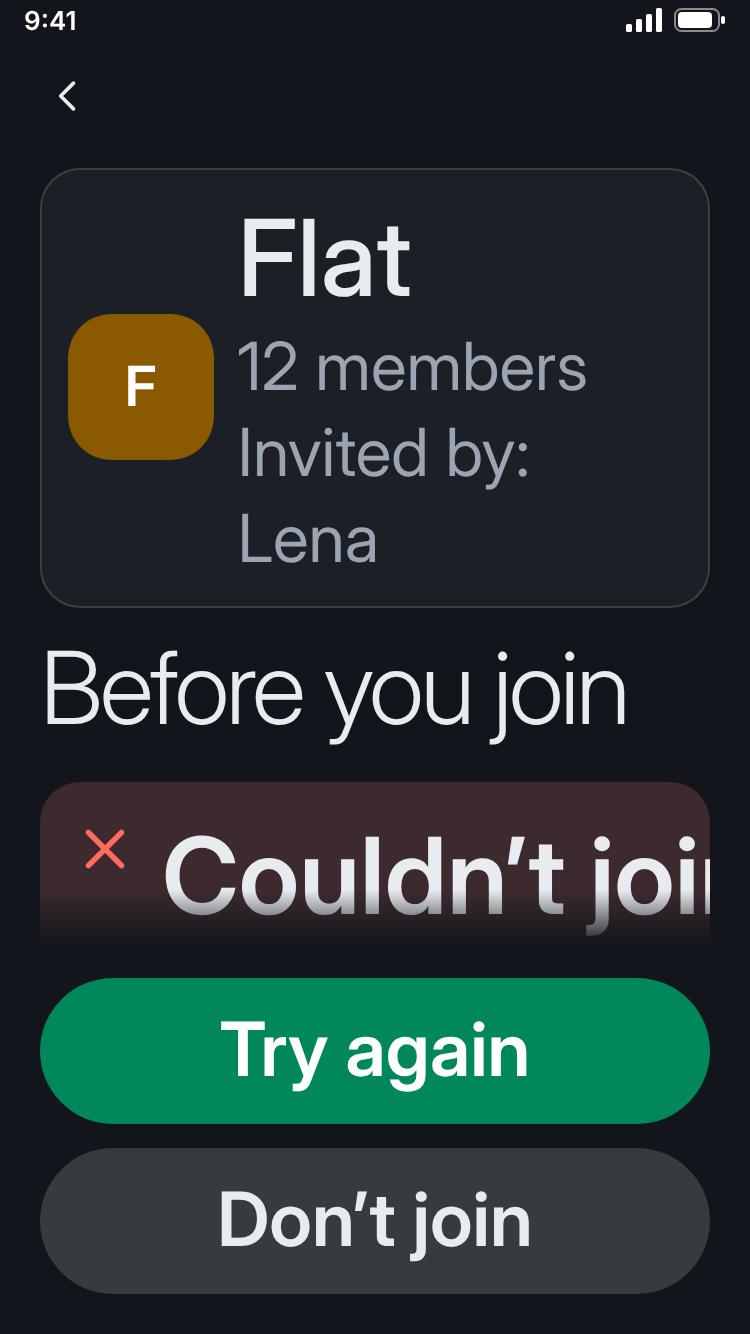 9:41
Flat
F
12 members
Invited by:
Lena
Before you join
Couldn’t
Try again
Don’t join